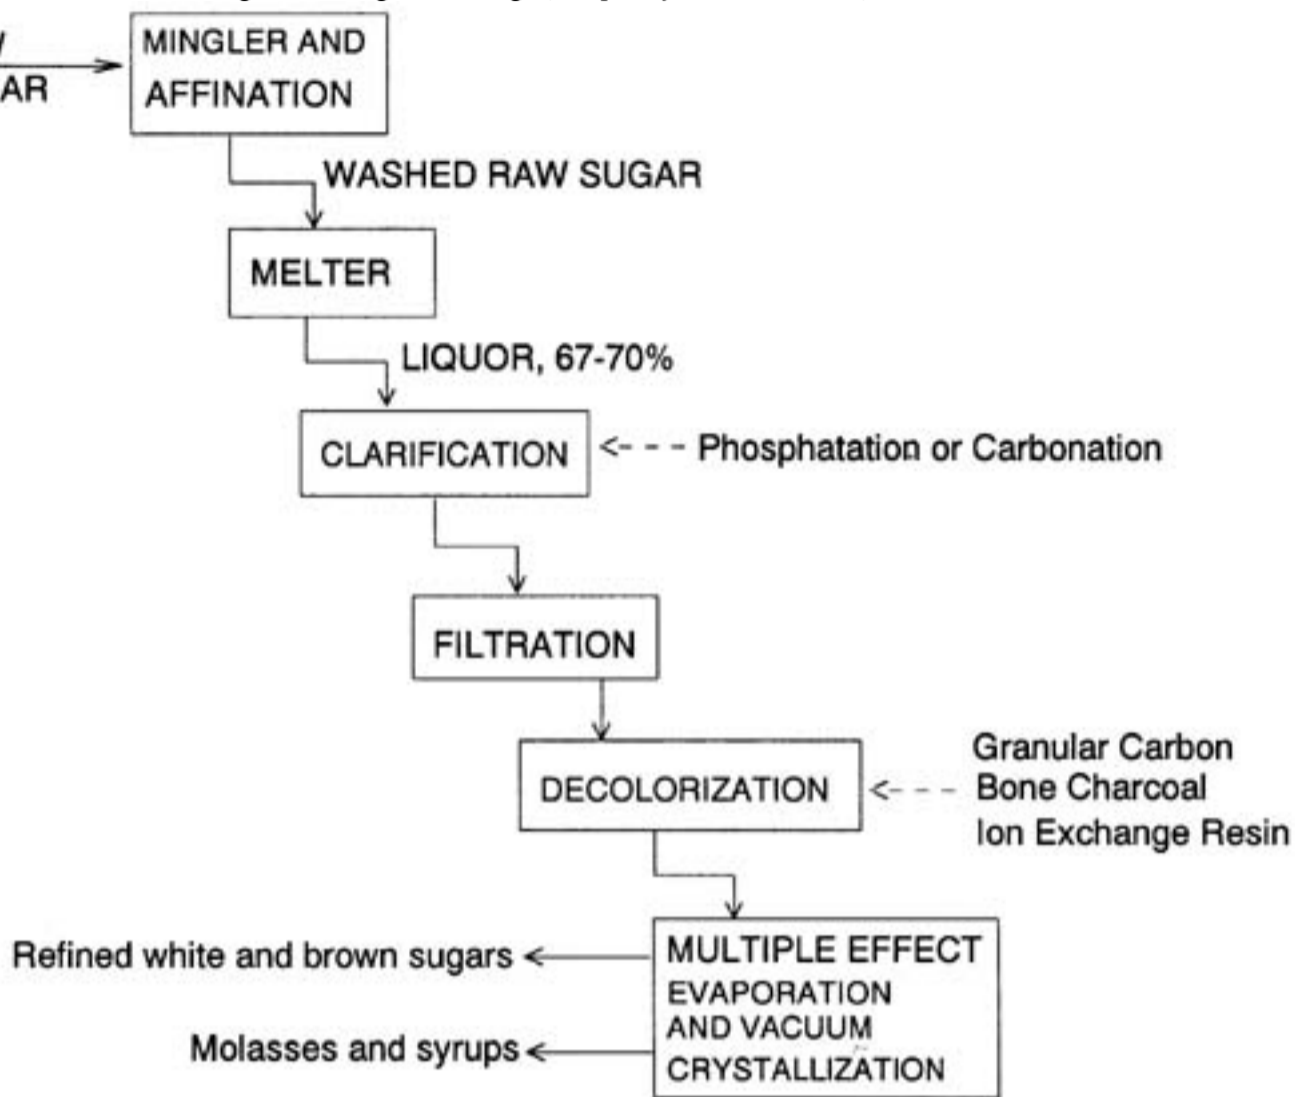 MINGLER AND
AFFINATION
AR
WASHED RAW SUGAR
MELTER
LIQUOR, 67-70%
CLARIFICATION
Phosphatation or Carbonation
FILTRATION
DECOLORIZATION
Granular Carbon
Bone Charcoal
Ion Exchange Resin
MULTIPLE EFFECT
EVAPORATION
AND VACUUM
CRYSTALLIZATION
Refined white and brown sugars
Molasses and syrups